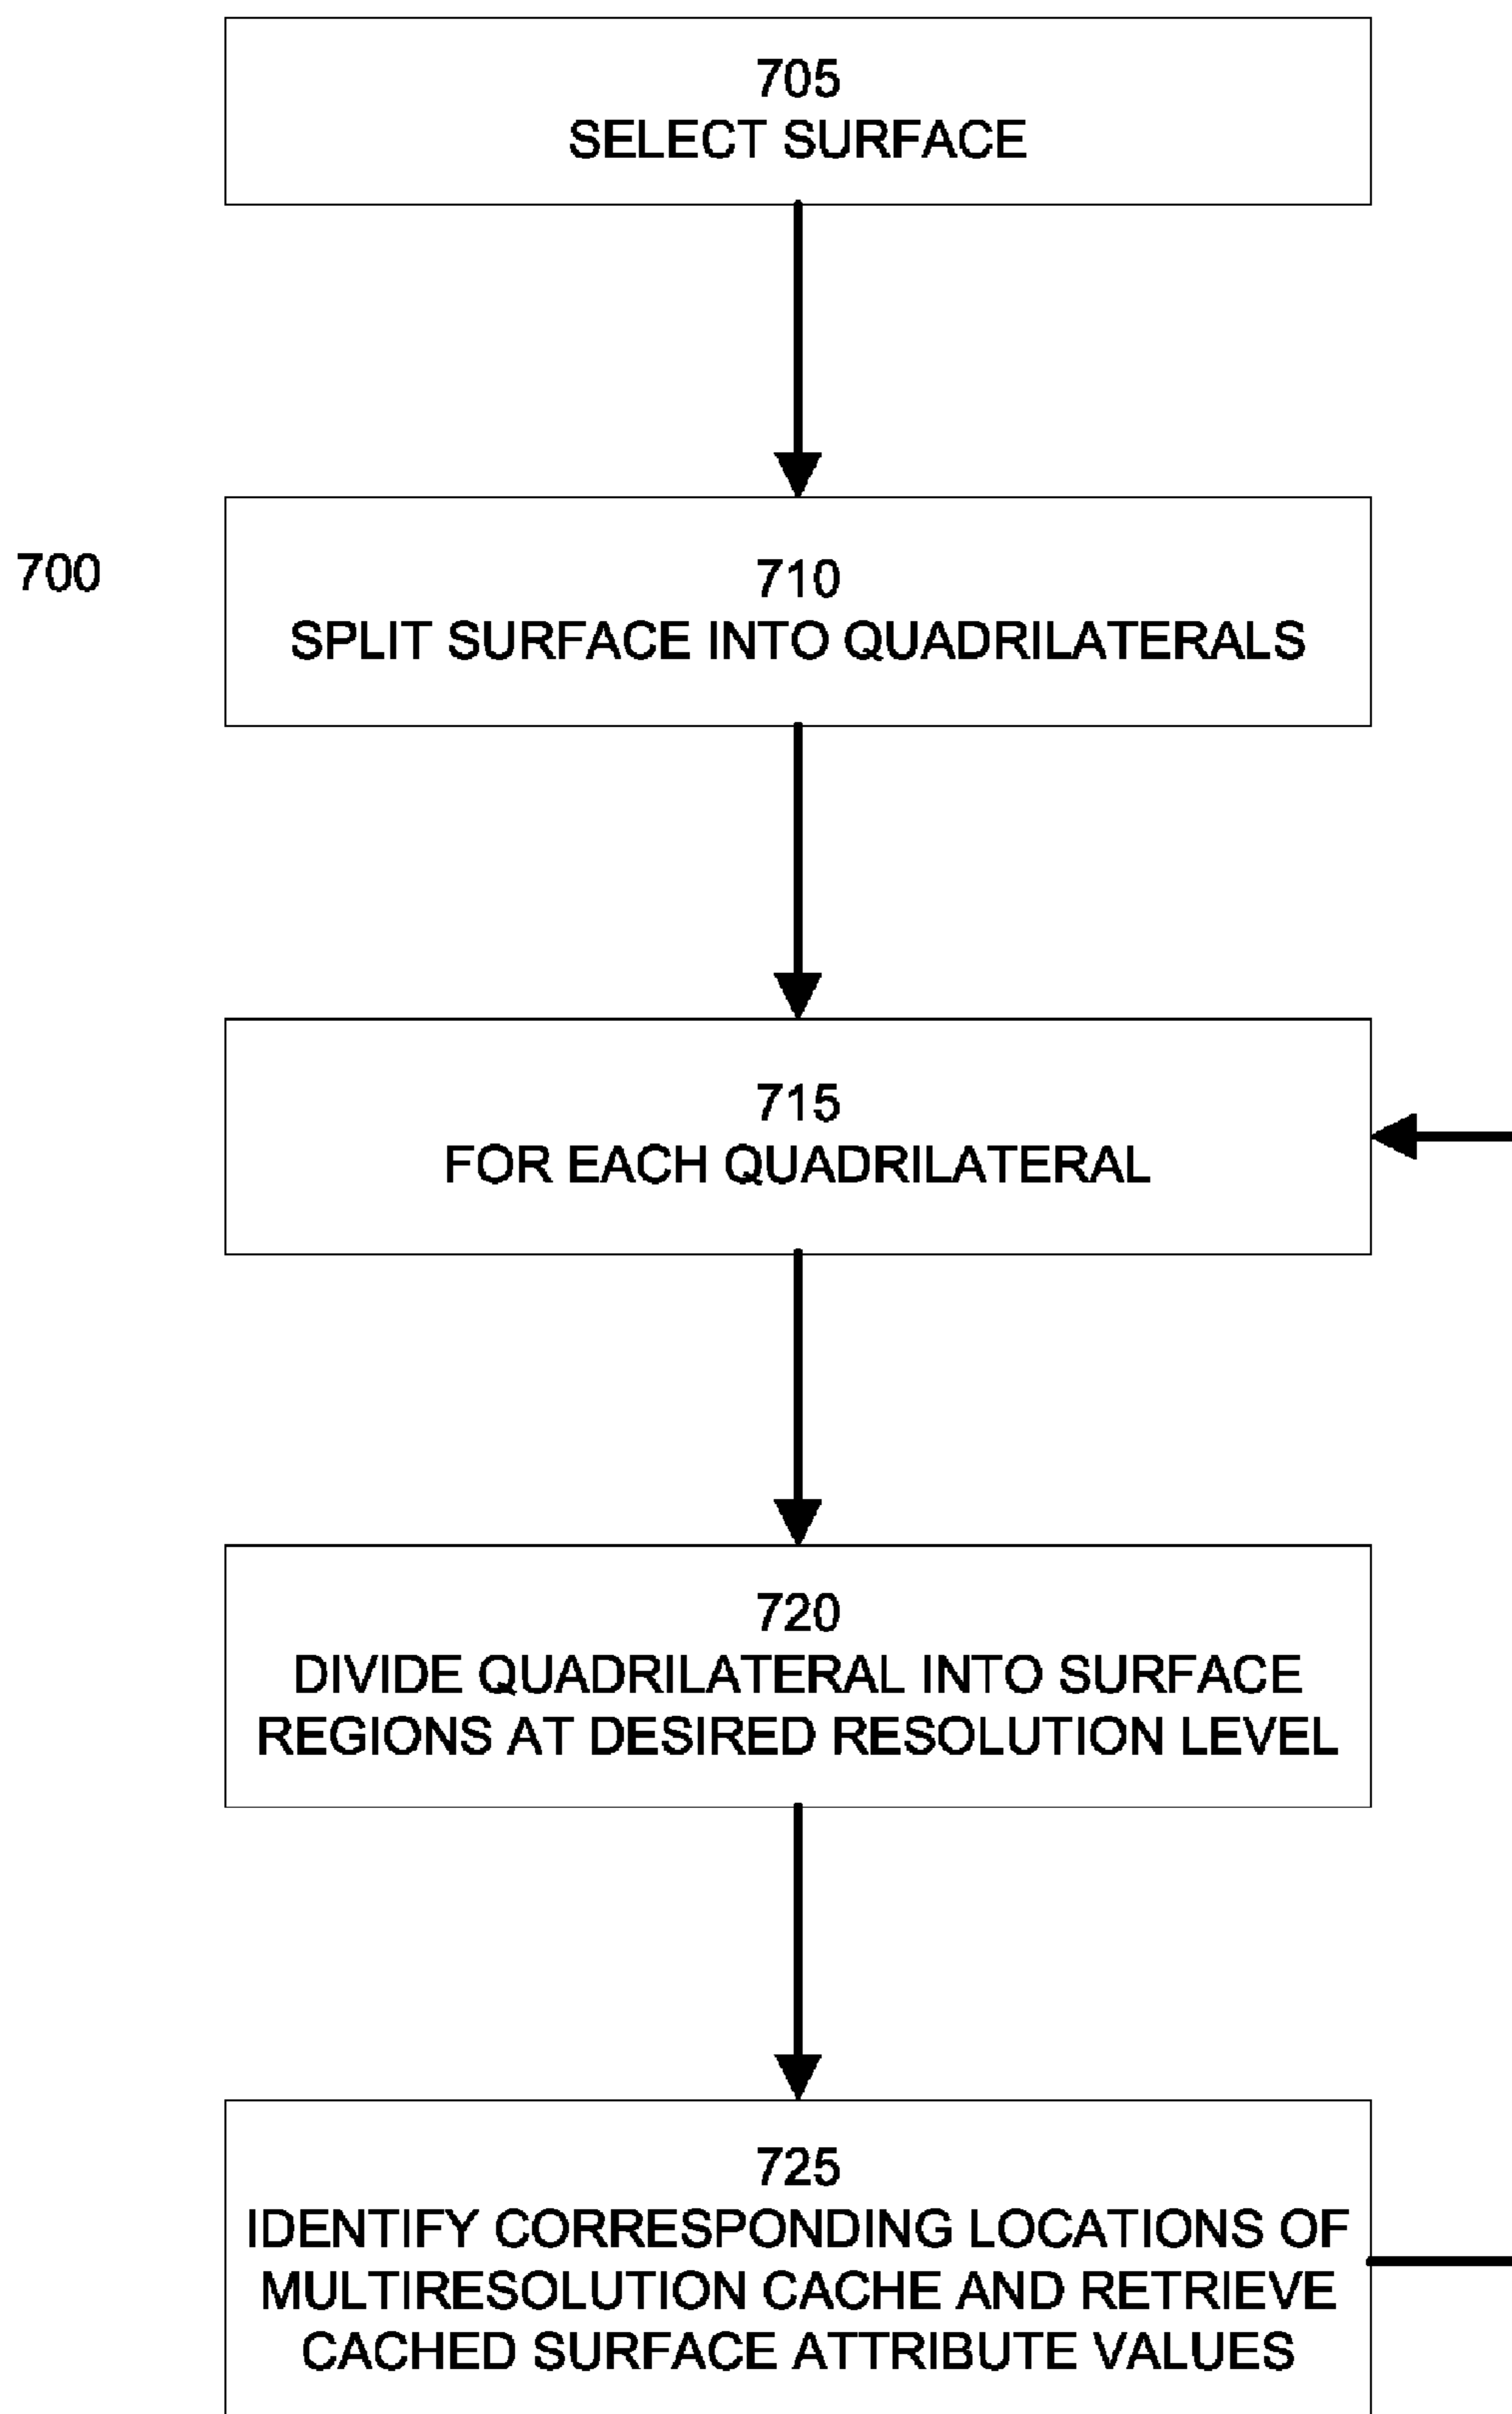 705
SELECT SURFACE
700
710
SPLIT SURFACE INTO QUADRILATERALS
715
FOR EACH QUADRILATERAL
720
DIVIDE QUADRILATERAL INTO SURFACE
REGIONS AT DESIRED RESOLUTION LEVEL
725
IDENTIFY CORRESPONDING LOCATIONS OF
MULTIRESOLUTION CACHE AND RETRIEVE
CACHED SURFACE ATTRIBUTE VALUES